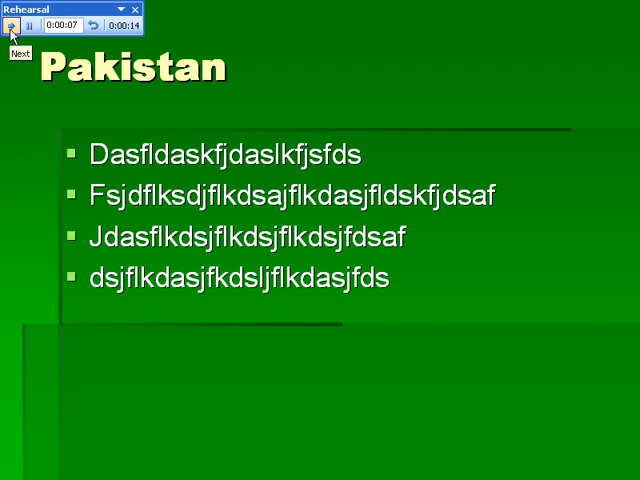 Rehearsal
0:00:07 0:00:14
Next
Pakistan
Dasfldaskfjdaslkfjsfds
Fsjdflksdjflkdsajflkdasjfldskfjdsaf
Jdasflkdsjflkdsjflkdsjfdsaf
dsjflkdasjfkdsljflkdasjfds